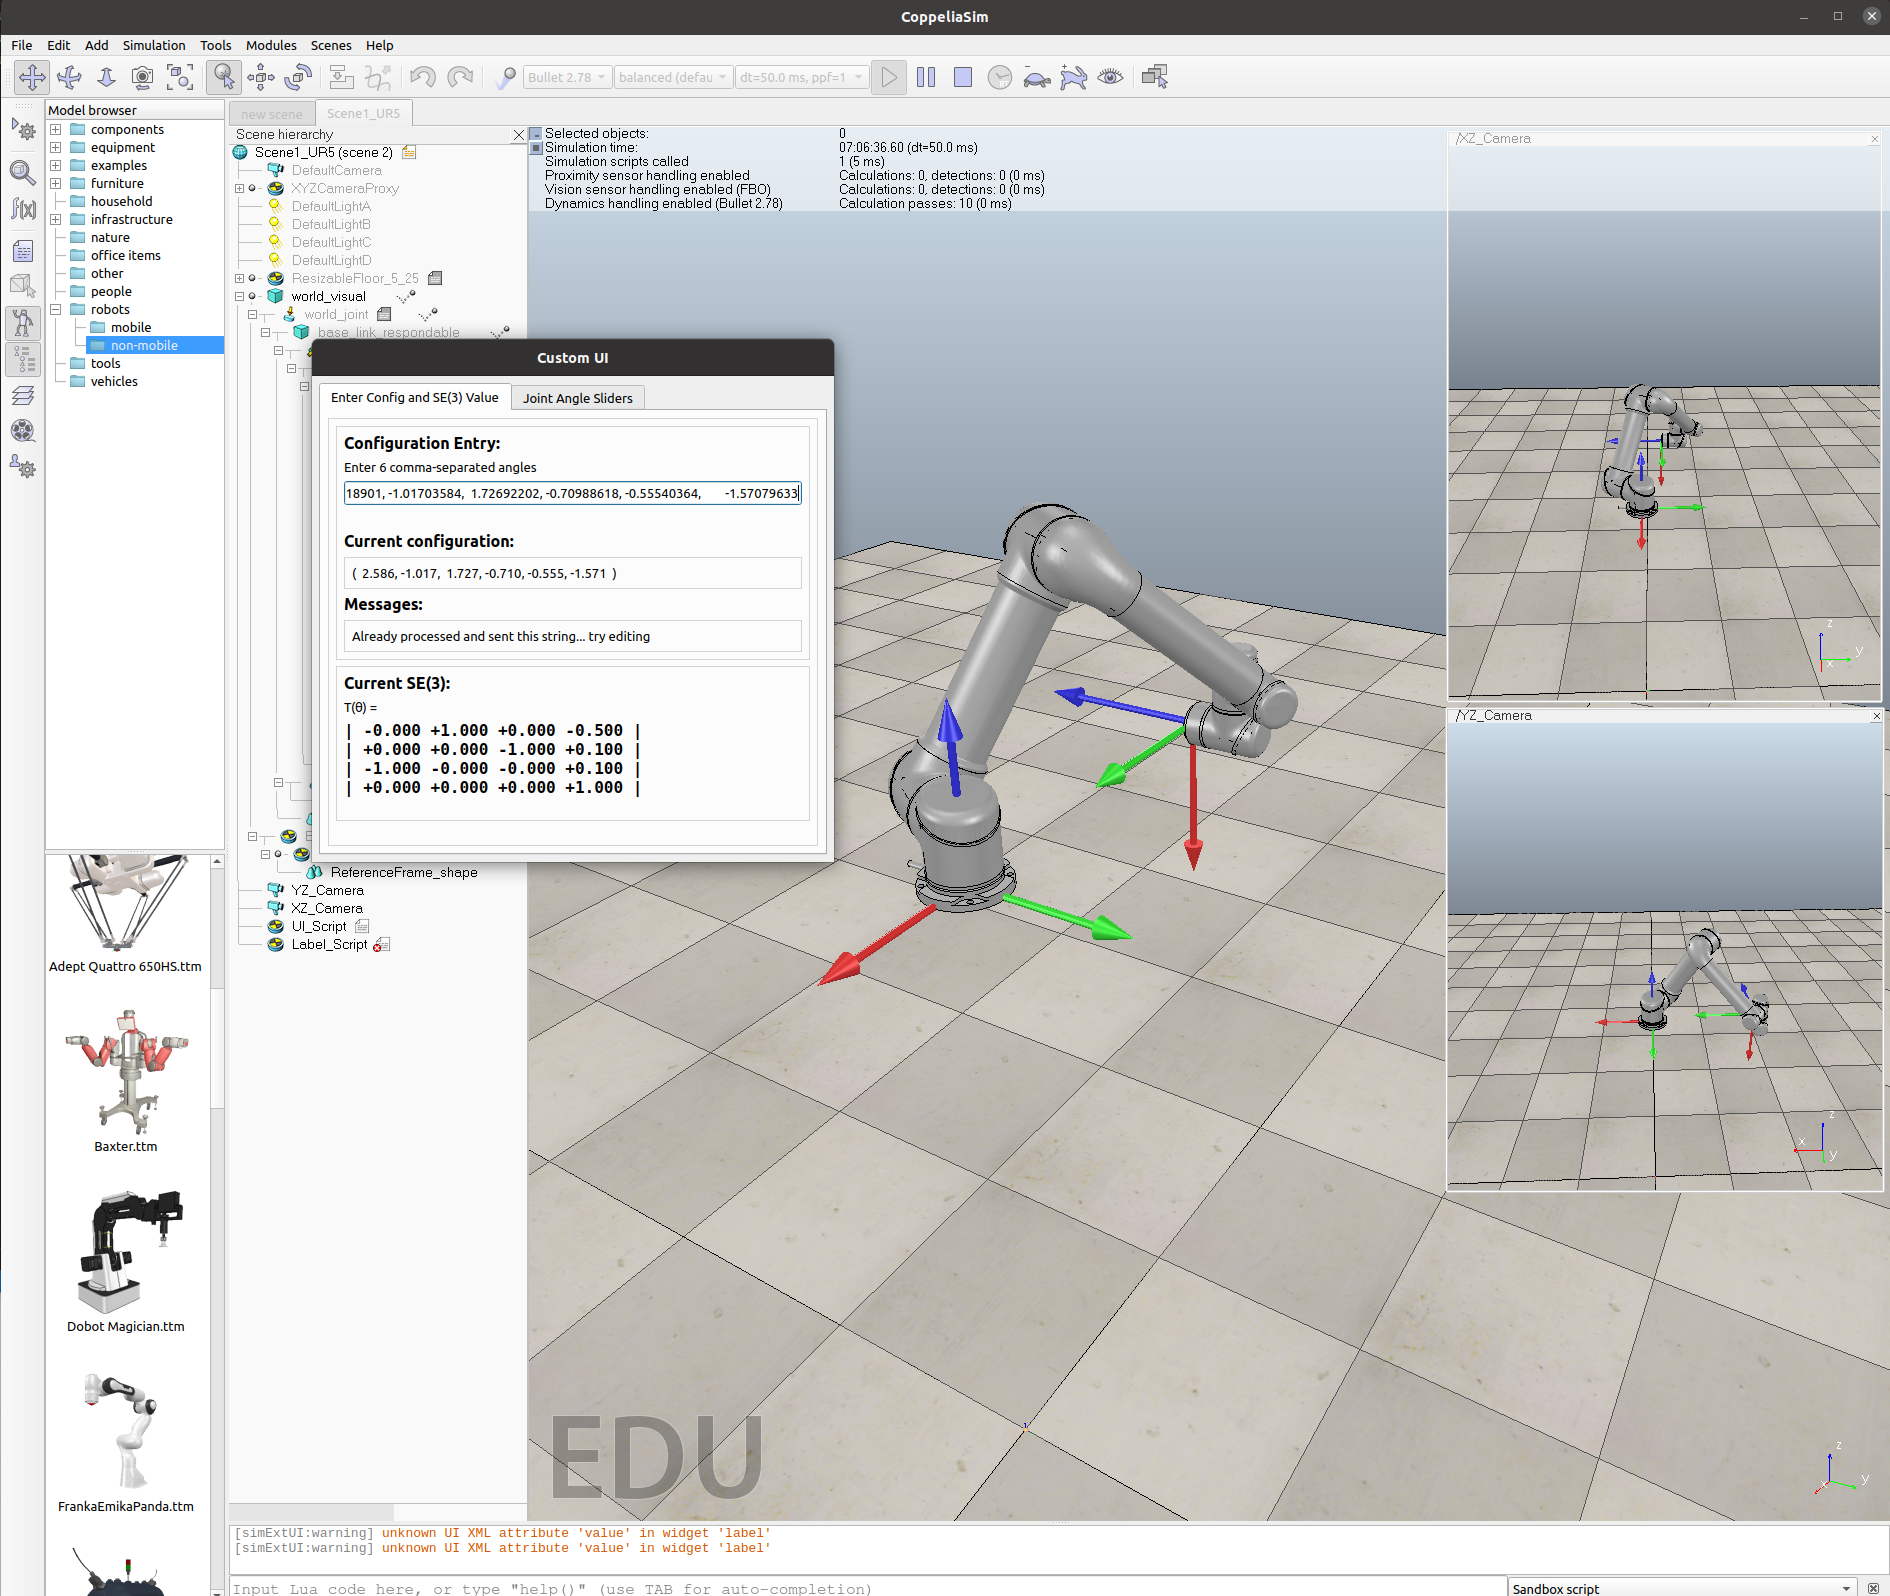 CoppeliaSim
File Edit Add Simulation Tools Modules Scenes Help
Bullet 2.78 balanced (defau dt=50.0 ms, ppf=1
Model browser
components
equipment
examples
furniture
household
infrastructure
nature
office items
other
people
robots
mobile
non-mobile
tools
vehicles
Adept Quattro 650HS.ttm
Baxter.ttm
Dobot Magician.ttm
FrankaEmikaPanda.ttm
new scene Scene1_UR5
Scene hierarchy
Scene1_UR5 (scene 2)
DefaultCamera
XYZCameraProxy
DefaultLightA
DefaultLightB
DefaultLightC
DefaultLightD
ResizableFloor_5_25
world_visual
world_joint
base_link_respondable
ReferenceFrame_shape
YZ_Camera
XZ_Camera
UI_Script
Label_Script
Custom UI
Enter Config and SE(3) Value Joint Angle Sliders
Configuration Entry:
Enter 6 comma-separated angles
18901, -1.01703584, 1.72692202, -0.70988618, -0.55540364, -1.57079633
Current configuration:
( 2.586, -1.017, 1.727, -0.710, -0.555, -1.571 )
Messages:
Already processed and sent this string... try editing
Current SE(3):
T(θ) =
| -0.000 +1.000 +0.000 -0.500 |
| +0.000 +0.000 -1.000 +0.100 |
| -1.000 -0.000 -0.000 +0.100 |
| +0.000 +0.000 +0.000 +1.000 |
Selected objects: 0
Simulation time: 07:06:36.60 (dt=50.0 ms)
Simulation scripts called 1 (5 ms)
Proximity sensor handling enabled Calculations: 0, detections: 0 (0 ms)
Vision sensor handling enabled (FBO) Calculations: 0, detections: 0 (0 ms)
Dynamics handling enabled (Bullet 2.78) Calculation passes: 10 (0 ms)
/XZ_Camera
z
y
x
/YZ_Camera
z
x
y
EDU
z
y
x
[simExtUI:warning] unknown UI XML attribute 'value' in widget 'label'
[simExtUI:warning] unknown UI XML attribute 'value' in widget 'label'
Input Lua code here, or type "help()" (use TAB for auto-completion)
Sandbox script